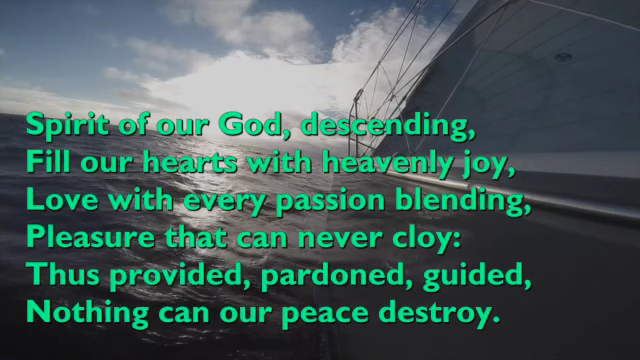 Spirit of our God, descending,
Fill our hearts with heavenly joy,
Love with every passion blending,
Pleasure that can never cloy:
Thus provided, pardoned, guided,
Nothing can our peace destroy.